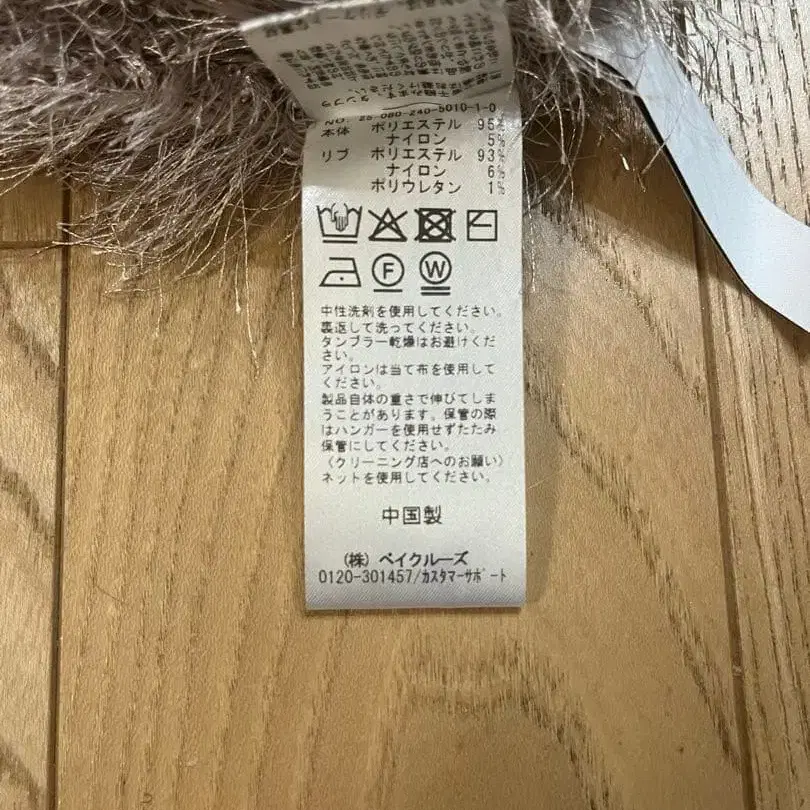 NO. 25-080-240-5010-1-0
本体 ポリエステル 95%
ナイロン 5%
リブ ポリエステル 93%
ナイロン 6%
ポリウレタン 1%
F W
中性洗剤を使用してください。
裏返して洗ってください。
タンブラー乾燥はお避けくだ
さい。
アイロンは当て布を使用して
ください。
製品自体の重さで伸びてしま
うことがあります。保管の際
はハンガーを使用せずたたみ
保管にしてください。
〈クリーニング店へのお願い〉
ネットを使用してください。
中国製
(株) ベイクルーズ
0120-301457/カスタマーサポート